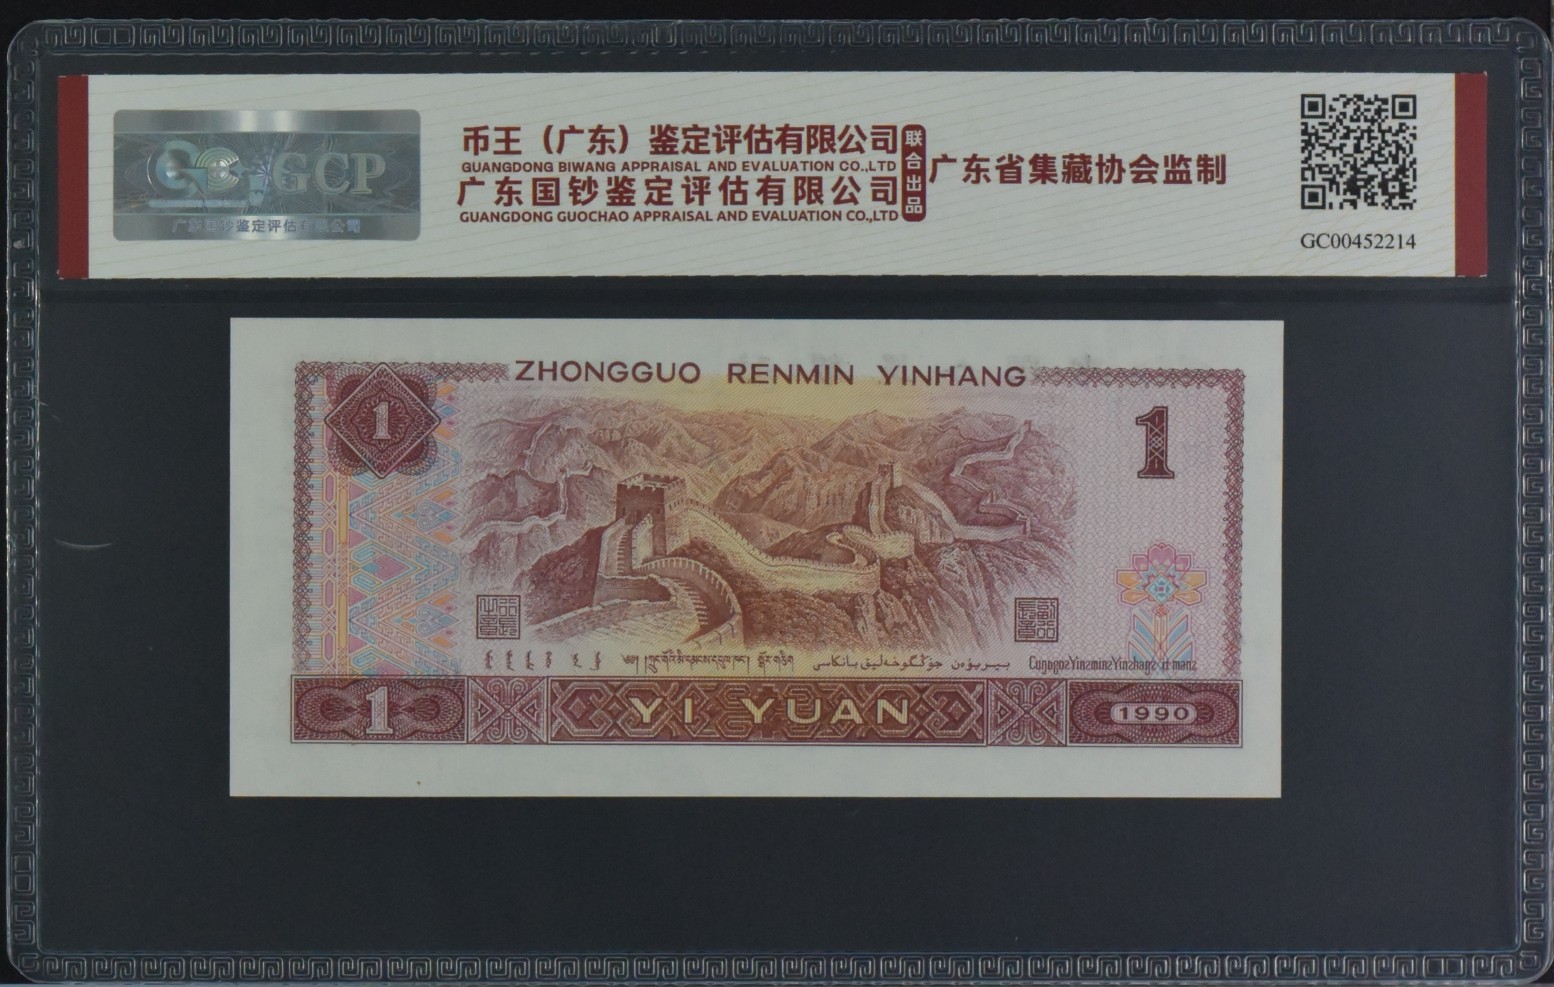 GCP
广东国钞鉴定评估有限公司
币王（广东）鉴定评估有限公司
GUANGDONG BIWANG APPRAISAL AND EVALUATION CO.,LTD
广东国钞鉴定评估有限公司
GUANGDONG GUOCHAO APPRAISAL AND EVALUATION CO.,LTD
联合出品
广东省集藏协会监制
GC00452214
ZHONGGUO RENMIN YINHANG
1
1
1
YI YUAN
1990